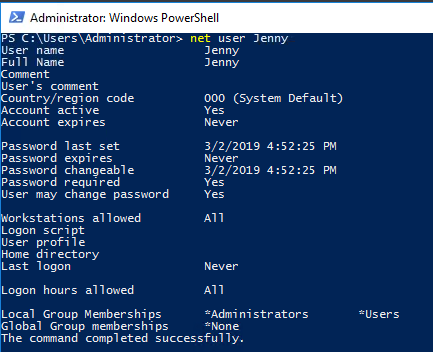 Administrator: Windows PowerShell
PS C:\Users\Administrator> net user Jenny
User name Jenny
Full Name Jenny
Comment
User's comment
Country/region code 000 (System Default)
Account active Yes
Account expires Never
Password last set 3/2/2019 4:52:25 PM
Password expires Never
Password changeable 3/2/2019 4:52:25 PM
Password required Yes
User may change password Yes
Workstations allowed All
Logon script
User profile
Home directory
Last logon Never
Logon hours allowed All
Local Group Memberships *Administrators *Users
Global Group memberships *None
The command completed successfully.